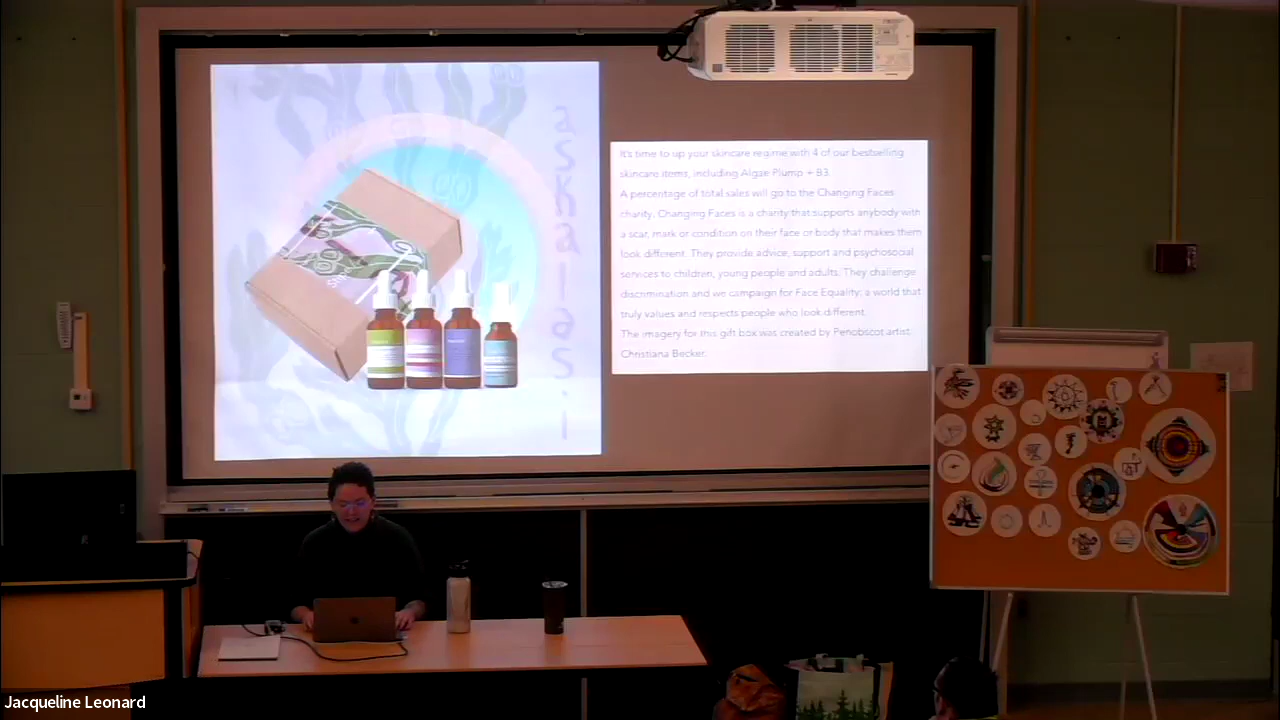 It's time to up your skincare regime with 4 of our bestselling
skincare items, including Algae Plump + B3.
A percentage of total sales will go to the Changing Faces
charity. Changing Faces is a charity that supports anybody with
a scar, mark or condition on their face or body that makes them
look different. They provide advice, support and psychosocial
services to children, young people and adults. They challenge
discrimination and we campaign for Face Equality: a world that
truly values and respects people who look different.
The imagery for this gift box was created by Penobscot artist,
Christiana Becker.
Jacqueline Leonard